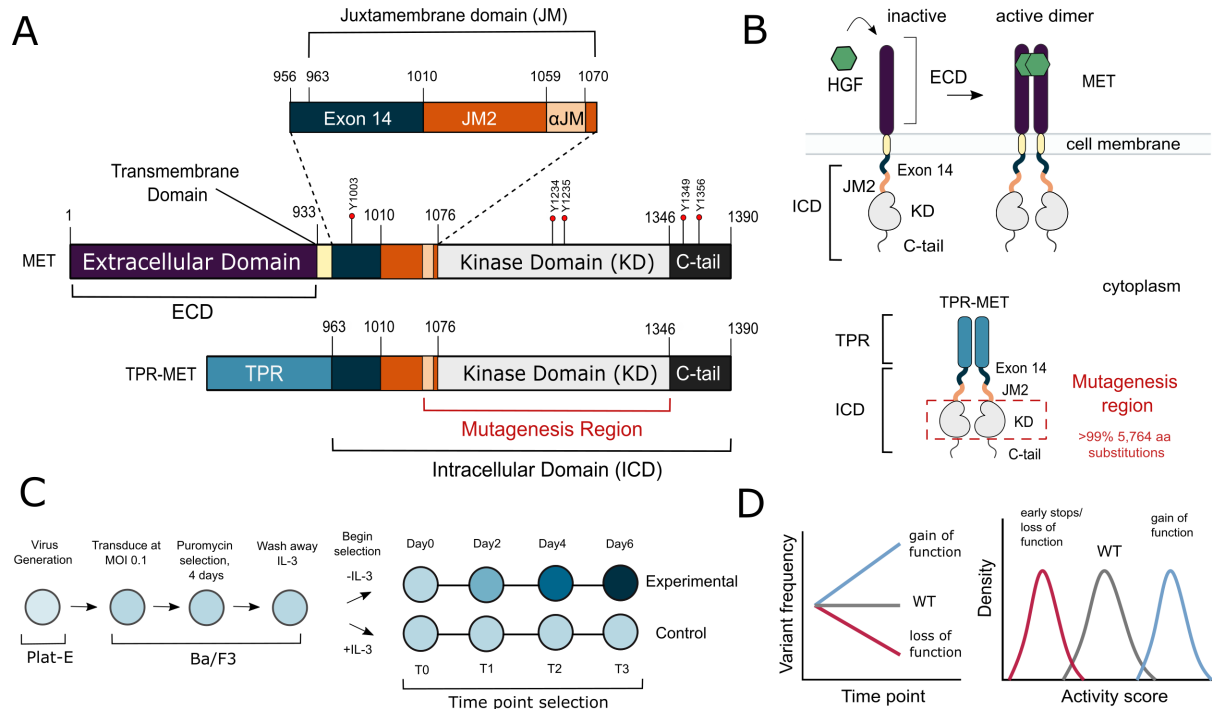 A
Juxtamembrane domain (JM)
956 963 1010 1059 1070
Exon 14 JM2 αJM
Transmembrane
Domain
1 933 Y1003 1010 1076 Y1234 Y1235 1346 Y1349 Y1356 1390
MET Extracellular Domain Kinase Domain (KD) C-tail
ECD
963 1010 1076 1346 1390
TPR-MET TPR Kinase Domain (KD) C-tail
Mutagenesis Region
Intracellular Domain (ICD)
B
inactive active dimer
HGF ECD MET
cell membrane
Exon 14
JM2
ICD KD
C-tail
cytoplasm
TPR-MET
TPR
Exon 14
JM2
ICD KD
C-tail
Mutagenesis
region
>99% 5,764 aa
substitutions
C
Virus
Generation
Transduce at
MOI 0.1
Puromycin
selection,
4 days
Wash away
IL-3
Begin
selection
-IL-3
+IL-3
Day0 Day2 Day4 Day6
Experimental
Control
T0 T1 T2 T3
Plat-E Ba/F3
Time point selection
D
Variant frequency
gain of
function
WT
loss of
function
Time point
Density
early stops/
loss of
function
WT
gain of
function
Activity score